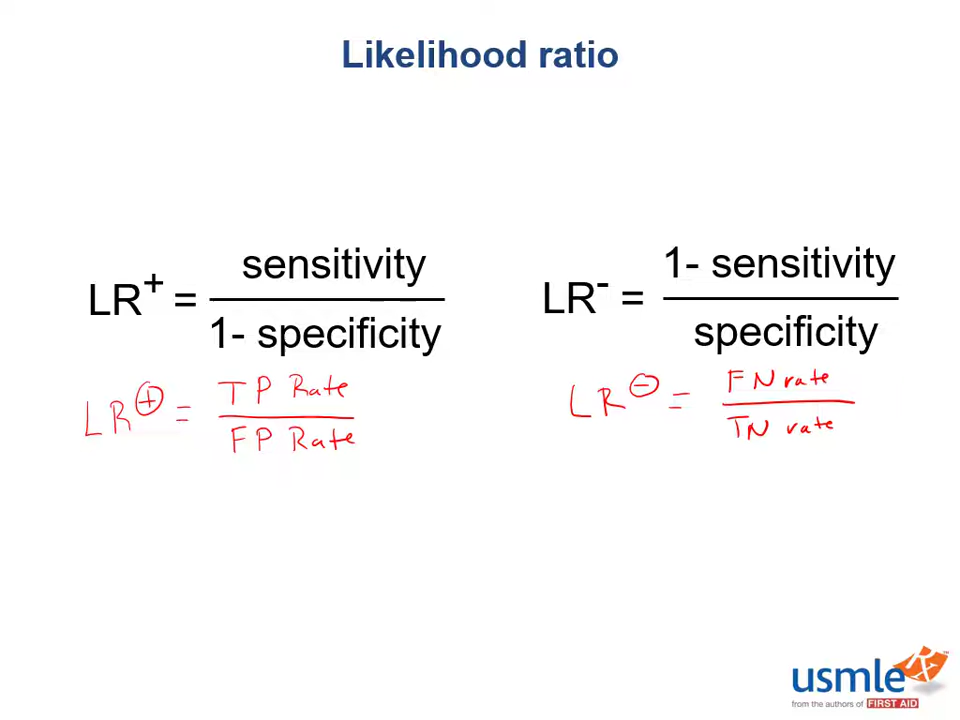 Likelihood ratio
LR+ = sensitivity
1- specificity
LR- = 1- sensitivity
specificity
LR⊕ = TP Rate
FP Rate
LR⊖ = FN rate
TN rate
usmle Rx™
from the authors of FIRST AID